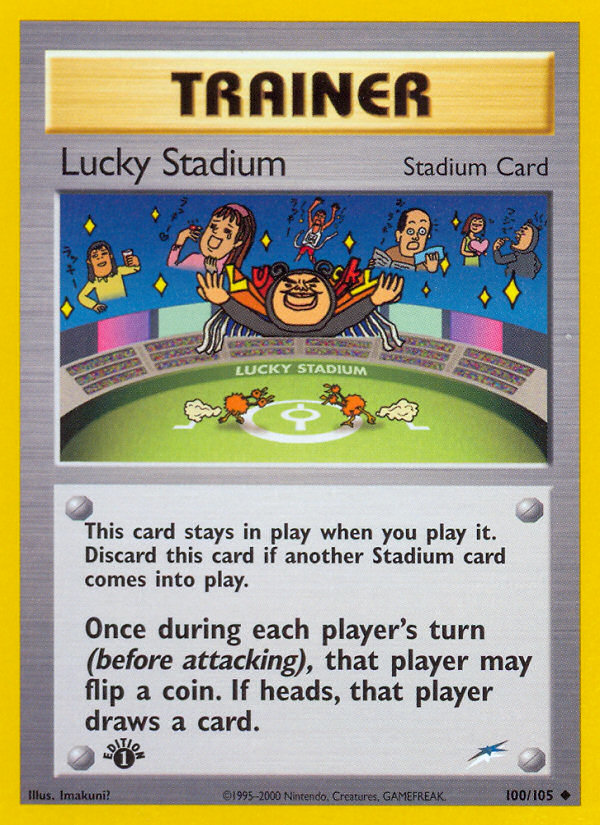 TRAINER
Lucky Stadium
Stadium Card
LUCKY
LUCKY STADIUM
This card stays in play when you play it.
Discard this card if another Stadium card
comes into play.
Once during each player's turn
(before attacking), that player may
flip a coin. If heads, that player
draws a card.
EDITION
1
Illus. Imakuni?
©1995-2000 Nintendo, Creatures, GAMEFREAK.
100/105